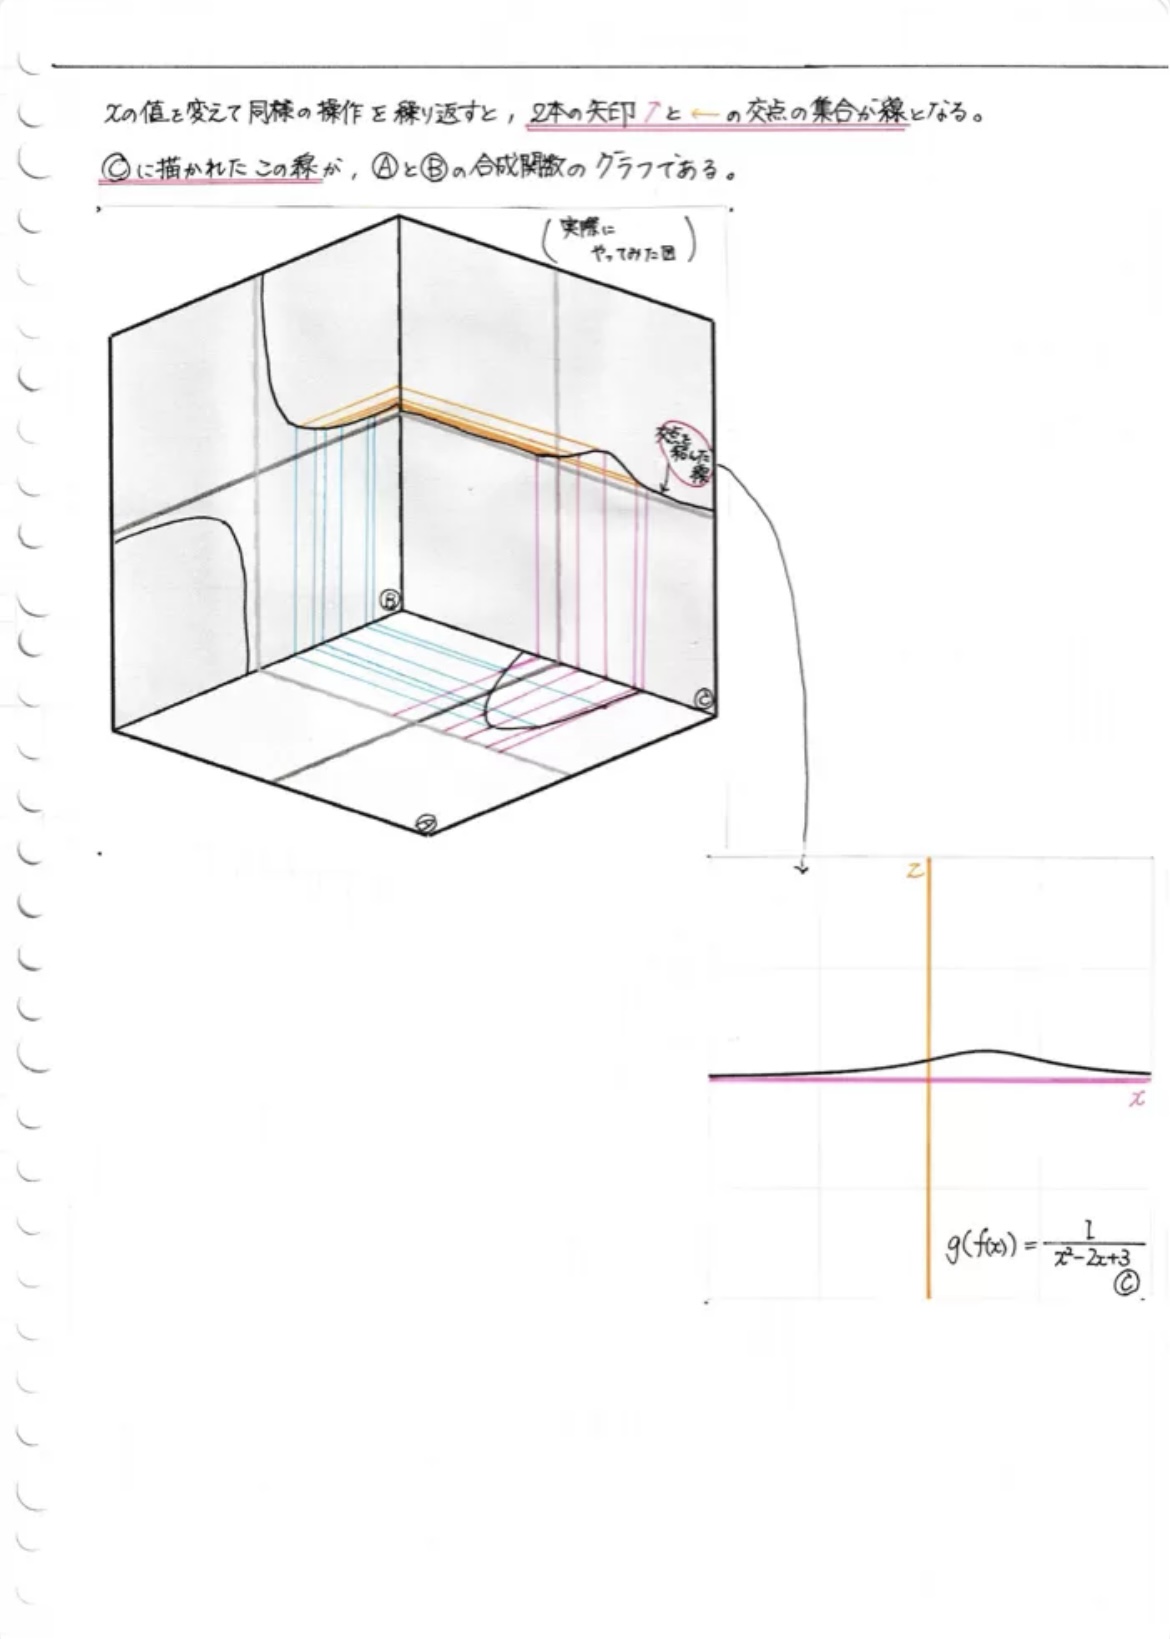 xの値を変えて同様の操作を繰り返すと，2本の矢印↗と←の交点の集合が線となる。
Ⓒに描かれたこの線が，ⒶとⒷの合成関数のグラフである。
(実際に
やってみた図)
交点を
結んだ
線
Ⓑ
Ⓒ
Ⓐ
z
x
g(f(x)) = 1/(x²-2x+3)
Ⓒ